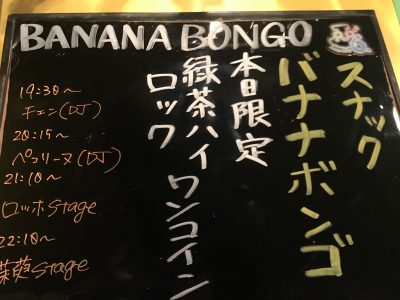 BANANA BONGO
スナック
バナナボンゴ
本日限定
緑茶ハイワンコイン
ロック
19:30~
チェン(DJ)
20:15~
ペコリーヌ(DJ)
21:10~
ロッホStage
22:10~
Stage